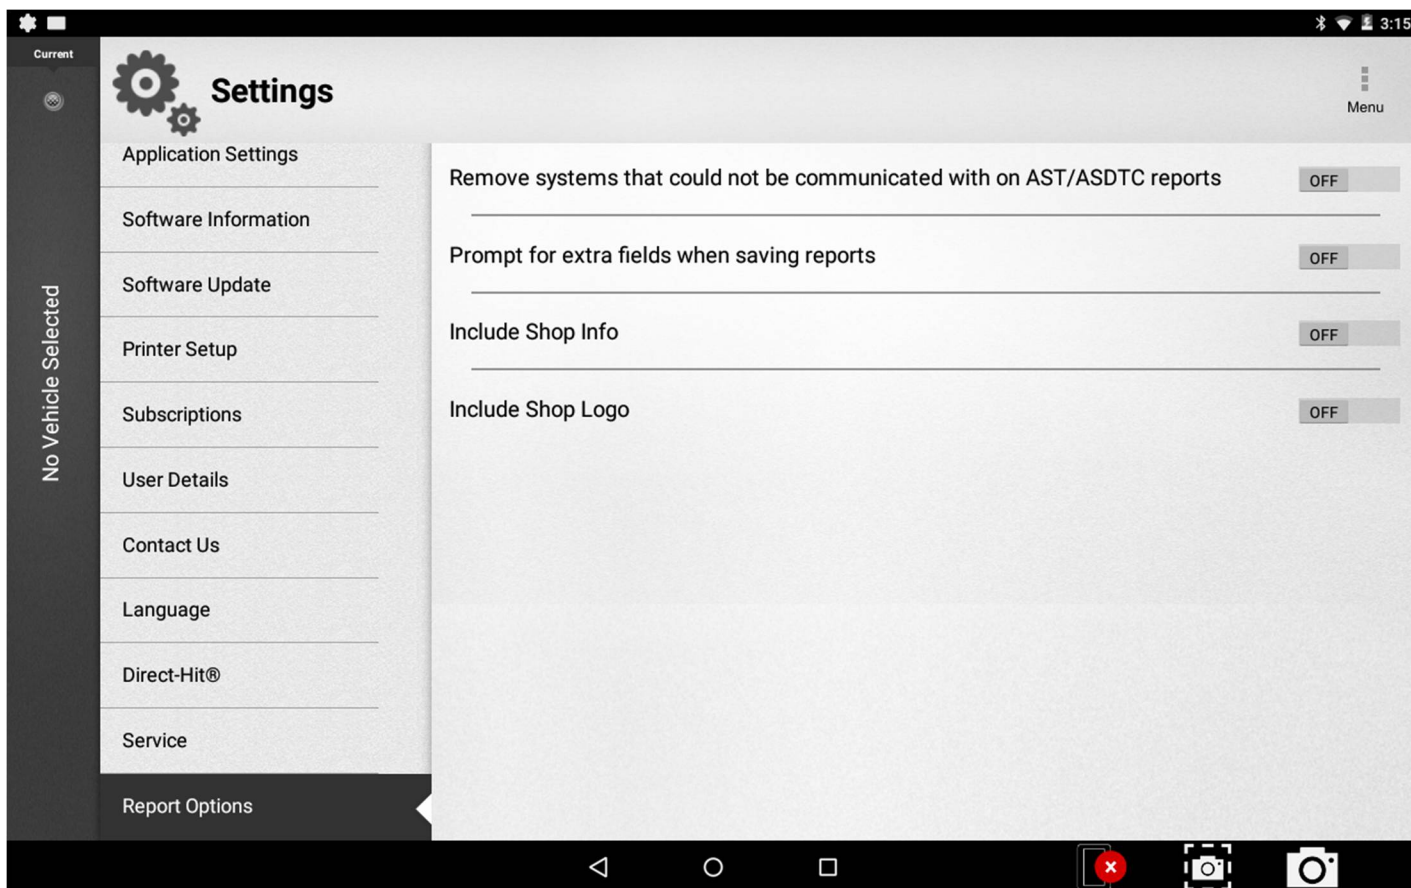 3:15
Current
Settings
Menu
No Vehicle Selected
Application Settings
Software Information
Software Update
Printer Setup
Subscriptions
User Details
Contact Us
Language
Direct-Hit®
Service
Report Options
Remove systems that could not be communicated with on AST/ASDTC reports OFF
Prompt for extra fields when saving reports OFF
Include Shop Info OFF
Include Shop Logo OFF